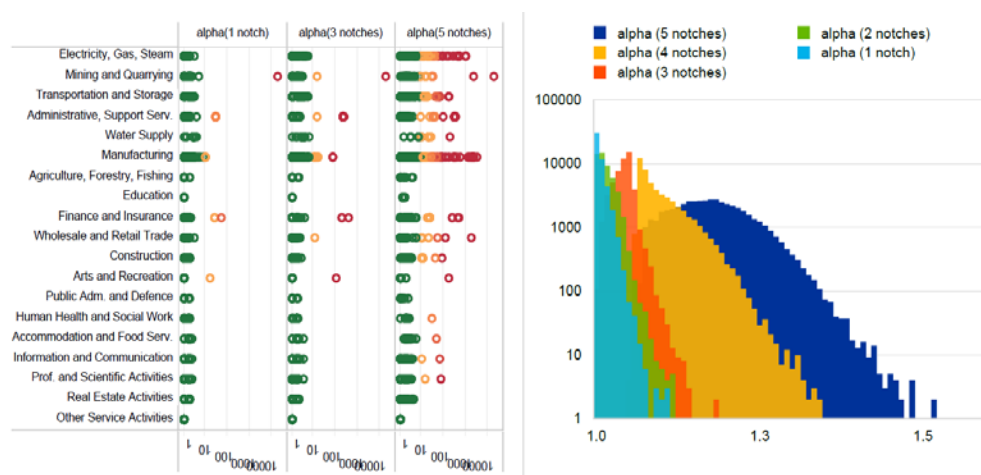 alpha(1 notch) alpha(3 notches) alpha(5 notches)
Electricity, Gas, Steam
Mining and Quarrying
Transportation and Storage
Administrative, Support Serv.
Water Supply
Manufacturing
Agriculture, Forestry, Fishing
Education
Finance and Insurance
Wholesale and Retail Trade
Construction
Arts and Recreation
Public Adm. and Defence
Human Health and Social Work
Accommodation and Food Serv.
Information and Communication
Prof. and Scientific Activities
Real Estate Activities
Other Service Activities
1 10 100 1000 10000 1 10 100 1000 10000 1 10 100 1000 10000
alpha (5 notches) alpha (2 notches)
alpha (4 notches) alpha (1 notch)
alpha (3 notches)
100000
10000
1000
100
10
1
1.0 1.3 1.5